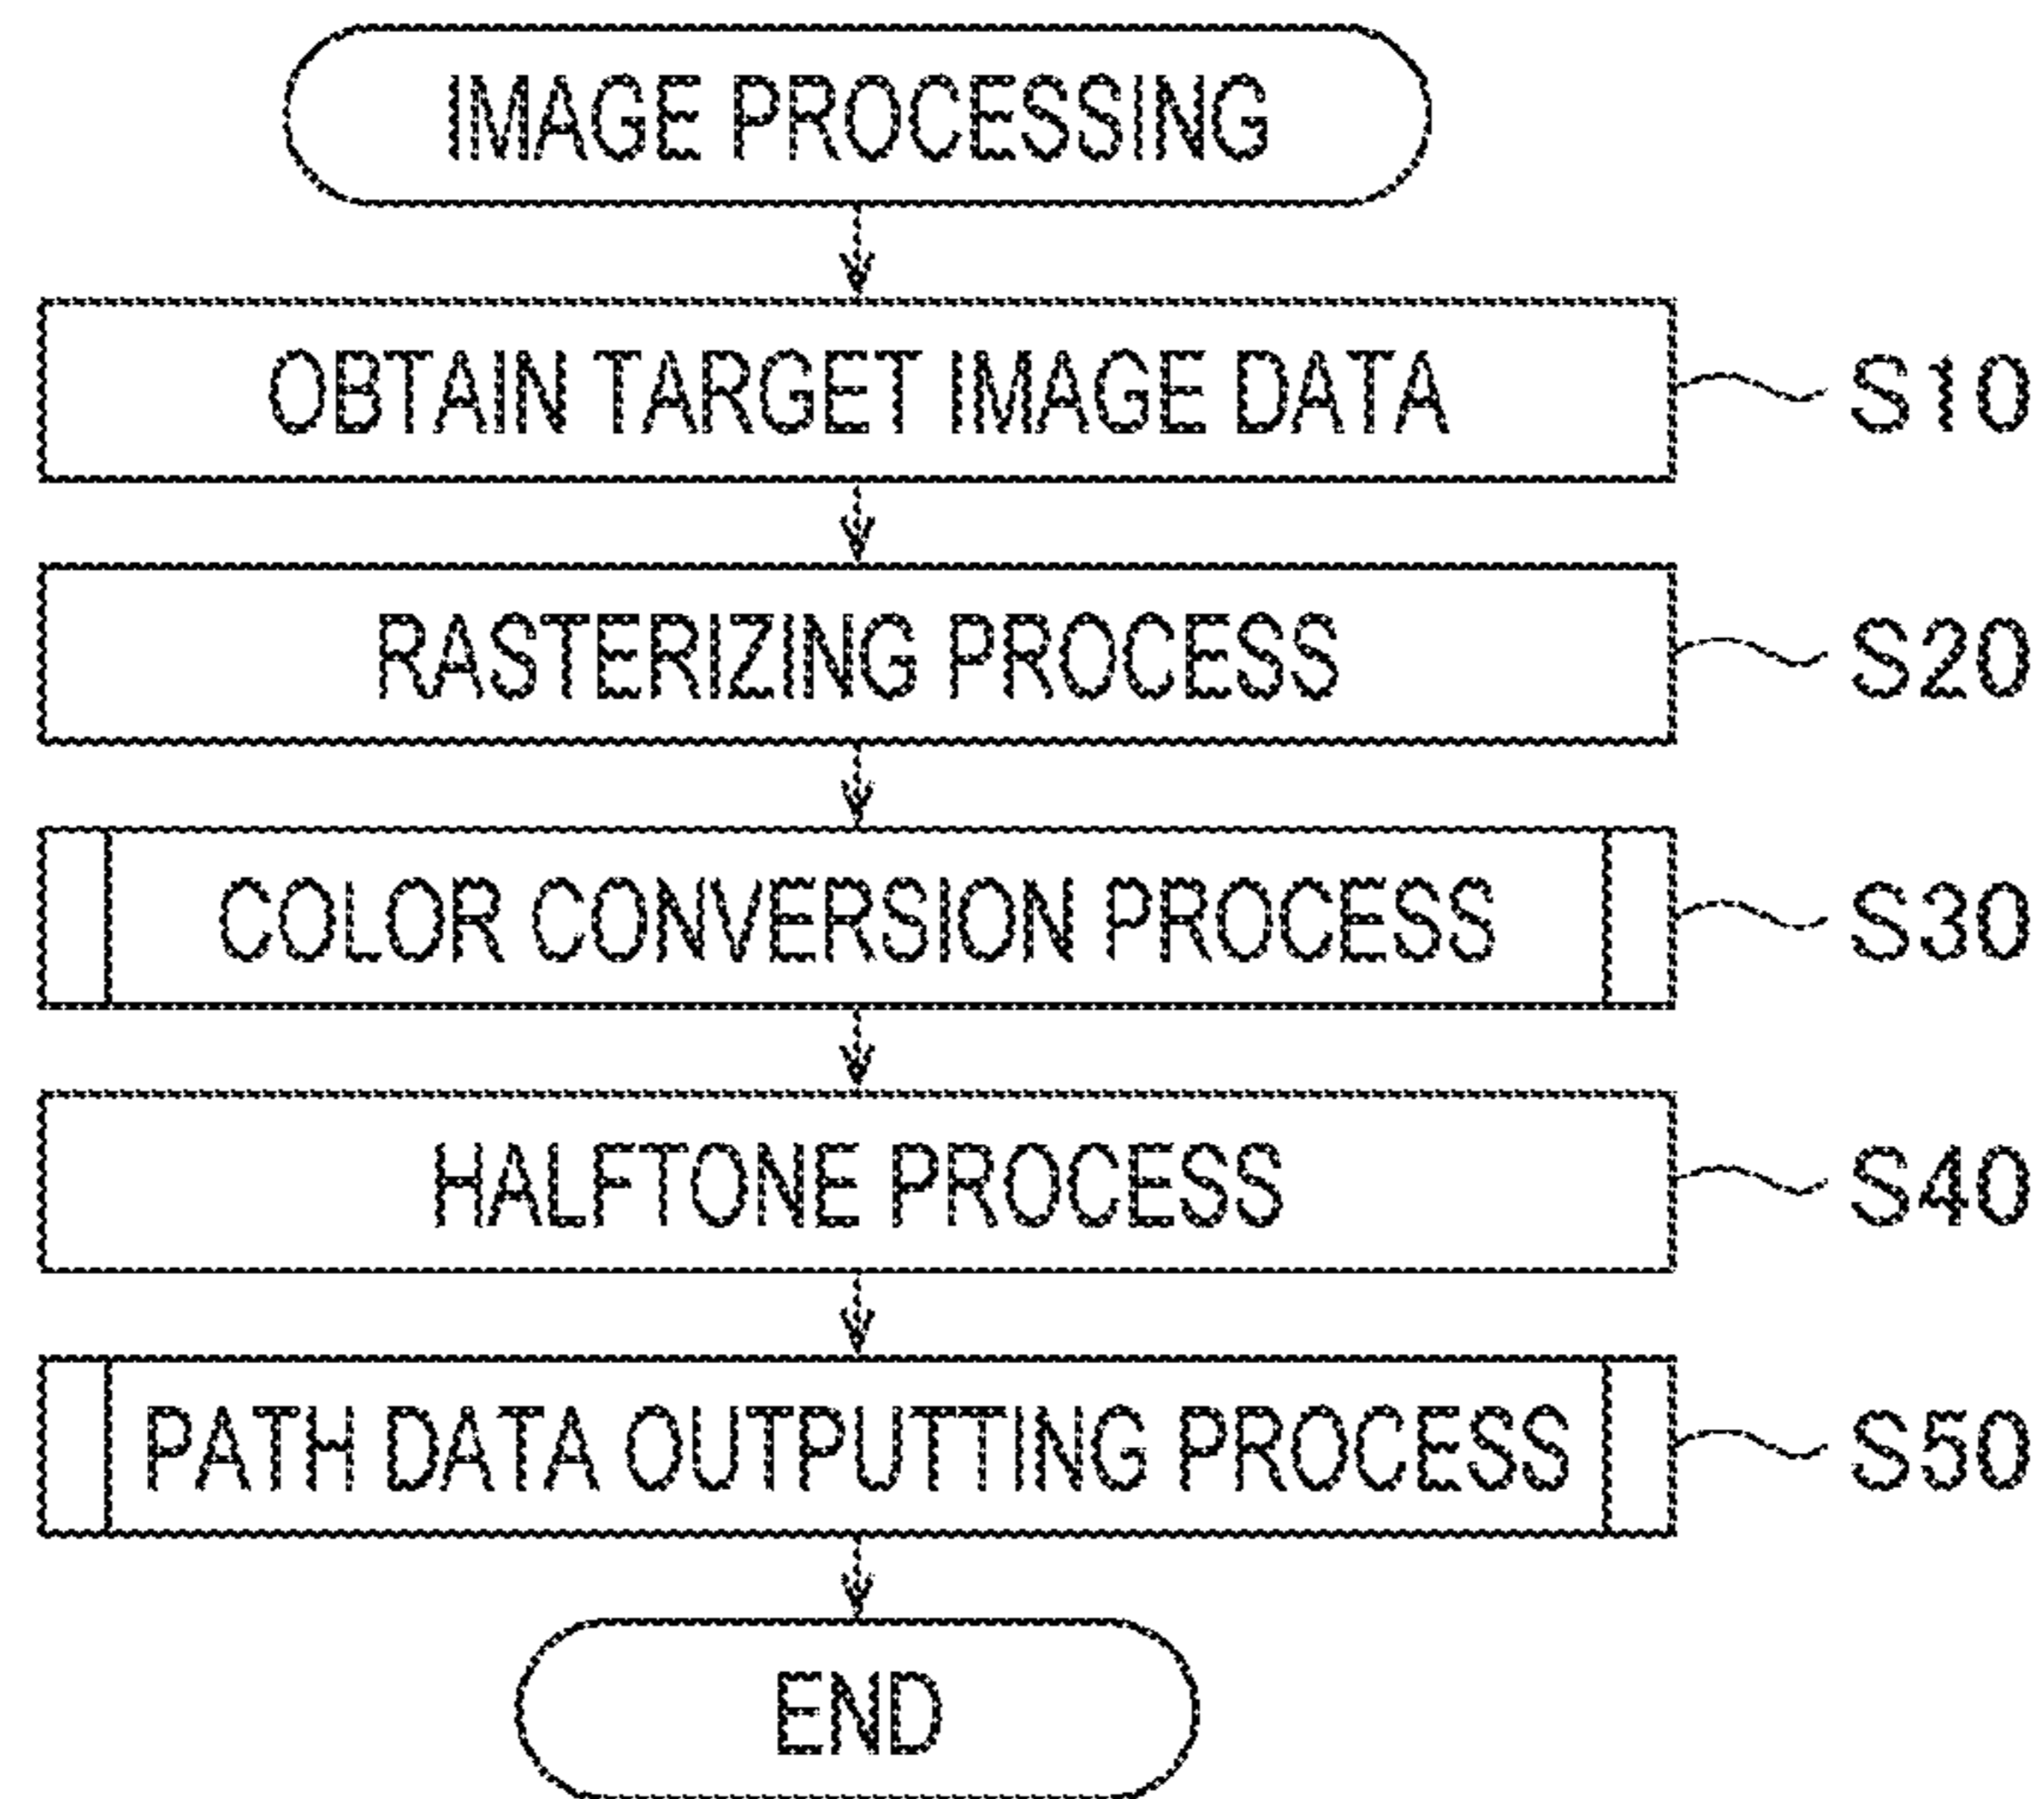 IMAGE PROCESSING
OBTAIN TARGET IMAGE DATA S10
RASTERIZING PROCESS S20
COLOR CONVERSION PROCESS S30
HALFTONE PROCESS S40
PATH DATA OUTPUTTING PROCESS S50
END